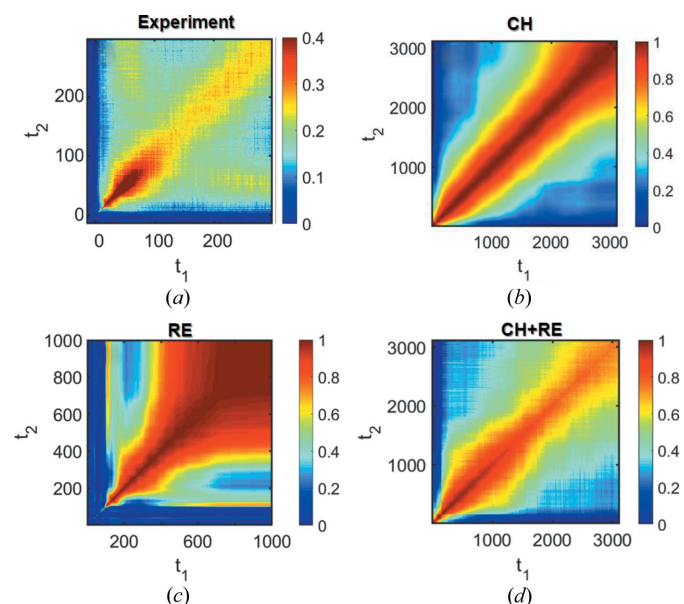 Experiment
0.4
0.3
0.2
0.1
0
200
100
0
t2
0 100 200
t1
(a)
CH
1
0.8
0.6
0.4
0.2
0
3000
2000
1000
t2
1000 2000 3000
t1
(b)
RE
1
0.8
0.6
0.4
0.2
0
1000
800
600
400
200
t2
200 600 1000
t1
(c)
CH+RE
1
0.8
0.6
0.4
0.2
0
3000
2000
1000
t2
1000 2000 3000
t1
(d)